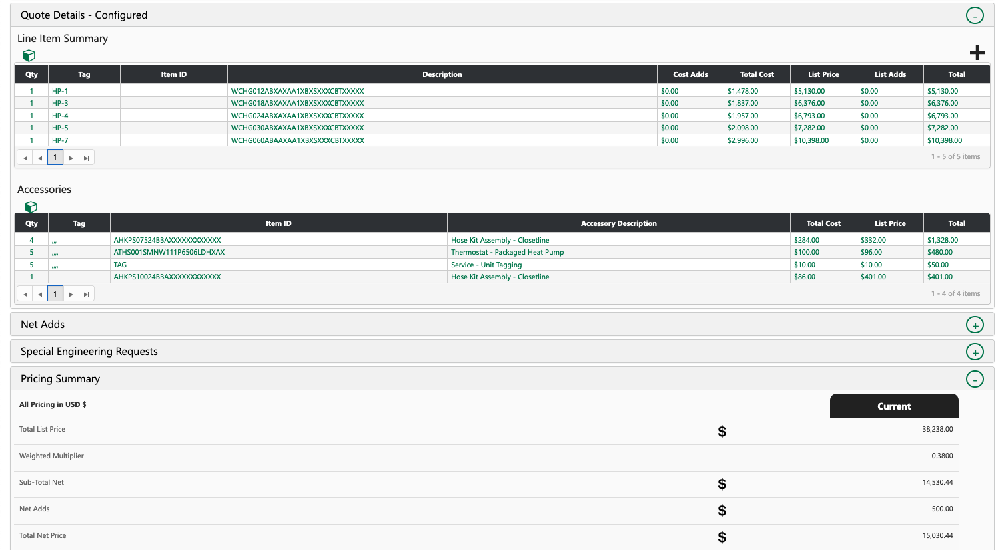 Quote Details - Configured
-
Line Item Summary
Qty Tag Item ID Description Cost Adds Total Cost List Price List Adds Total
1 HP-1 WCHG012ABXAXAA1XBXSXXXCBTXXXXX $0.00 $1,478.00 $5,130.00 $0.00 $5,130.00
1 HP-3 WCHG018ABXAXAA1XBXSXXXCBTXXXXX $0.00 $1,837.00 $6,376.00 $0.00 $6,376.00
1 HP-4 WCHG024ABXAXAA1XBXSXXXCBTXXXXX $0.00 $1,957.00 $6,793.00 $0.00 $6,793.00
1 HP-5 WCHG030ABXAXAA1XBXSXXXCBTXXXXX $0.00 $2,098.00 $7,282.00 $0.00 $7,282.00
1 HP-7 WCHG060ABAAXAA1XBXSXXXCBTXXXXX $0.00 $2,996.00 $10,398.00 $0.00 $10,398.00
1 1 - 5 of 5 items
Accessories
Qty Tag Item ID Accessory Description Total Cost List Price Total
4 ,,, AHKPS07524BBAXXXXXXXXXXXX Hose Kit Assembly - Closetline $284.00 $332.00 $1,328.00
5 ,,,, ATHS001SMNW111P6506LDHXAX Thermostat - Packaged Heat Pump $100.00 $96.00 $480.00
5 ,,,, TAG Service - Unit Tagging $10.00 $10.00 $50.00
1 AHKPS10024BBAXXXXXXXXXXXX Hose Kit Assembly - Closetline $86.00 $401.00 $401.00
1 1 - 4 of 4 items
Net Adds +
Special Engineering Requests +
Pricing Summary -
All Pricing in USD $ Current
Total List Price $ 38,238.00
Weighted Multiplier 0.3800
Sub-Total Net $ 14,530.44
Net Adds $ 500.00
Total Net Price $ 15,030.44